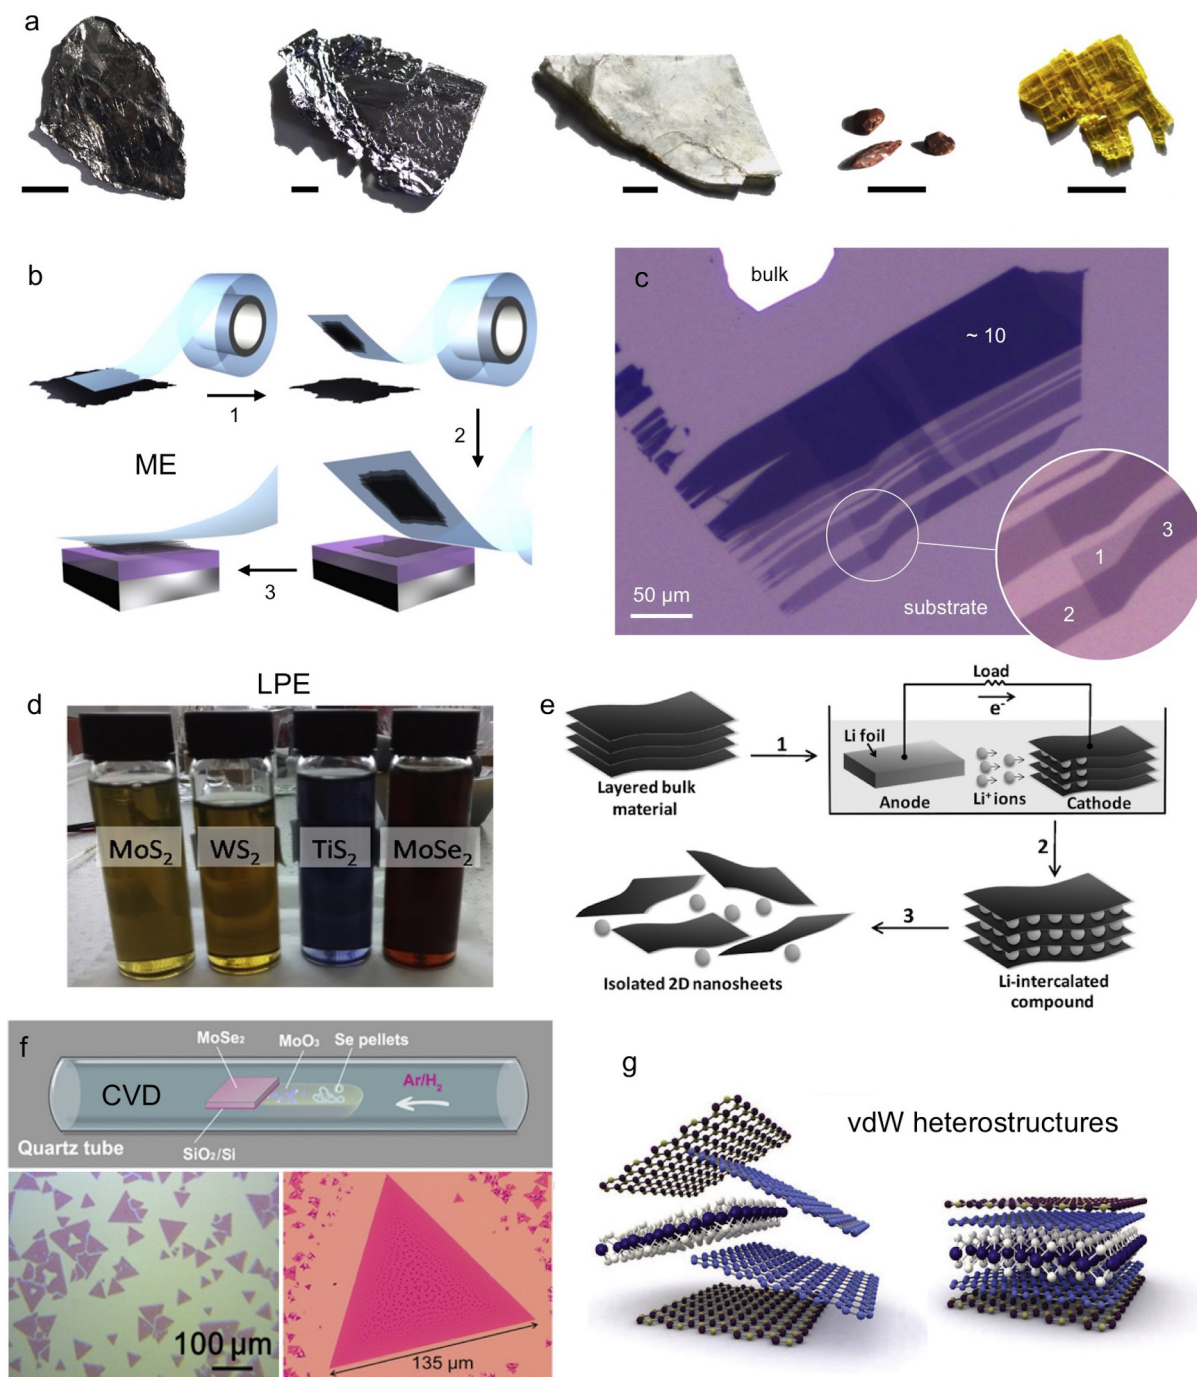 a
b
1
2
ME
3
c
bulk
~ 10
50 µm
substrate
1
2
3
d
LPE
MoS₂
WS₂
TiS₂
MoSe₂
e
Layered bulk
material
1
Load
e⁻
Li foil
Anode
Li⁺ ions
Cathode
2
3
Isolated 2D nanosheets
Li-intercalated
compound
f
MoSe₂
MoO₃
Se pellets
CVD
Ar/H₂
Quartz tube
SiO₂/Si
100 µm
135 µm
g
vdW heterostructures